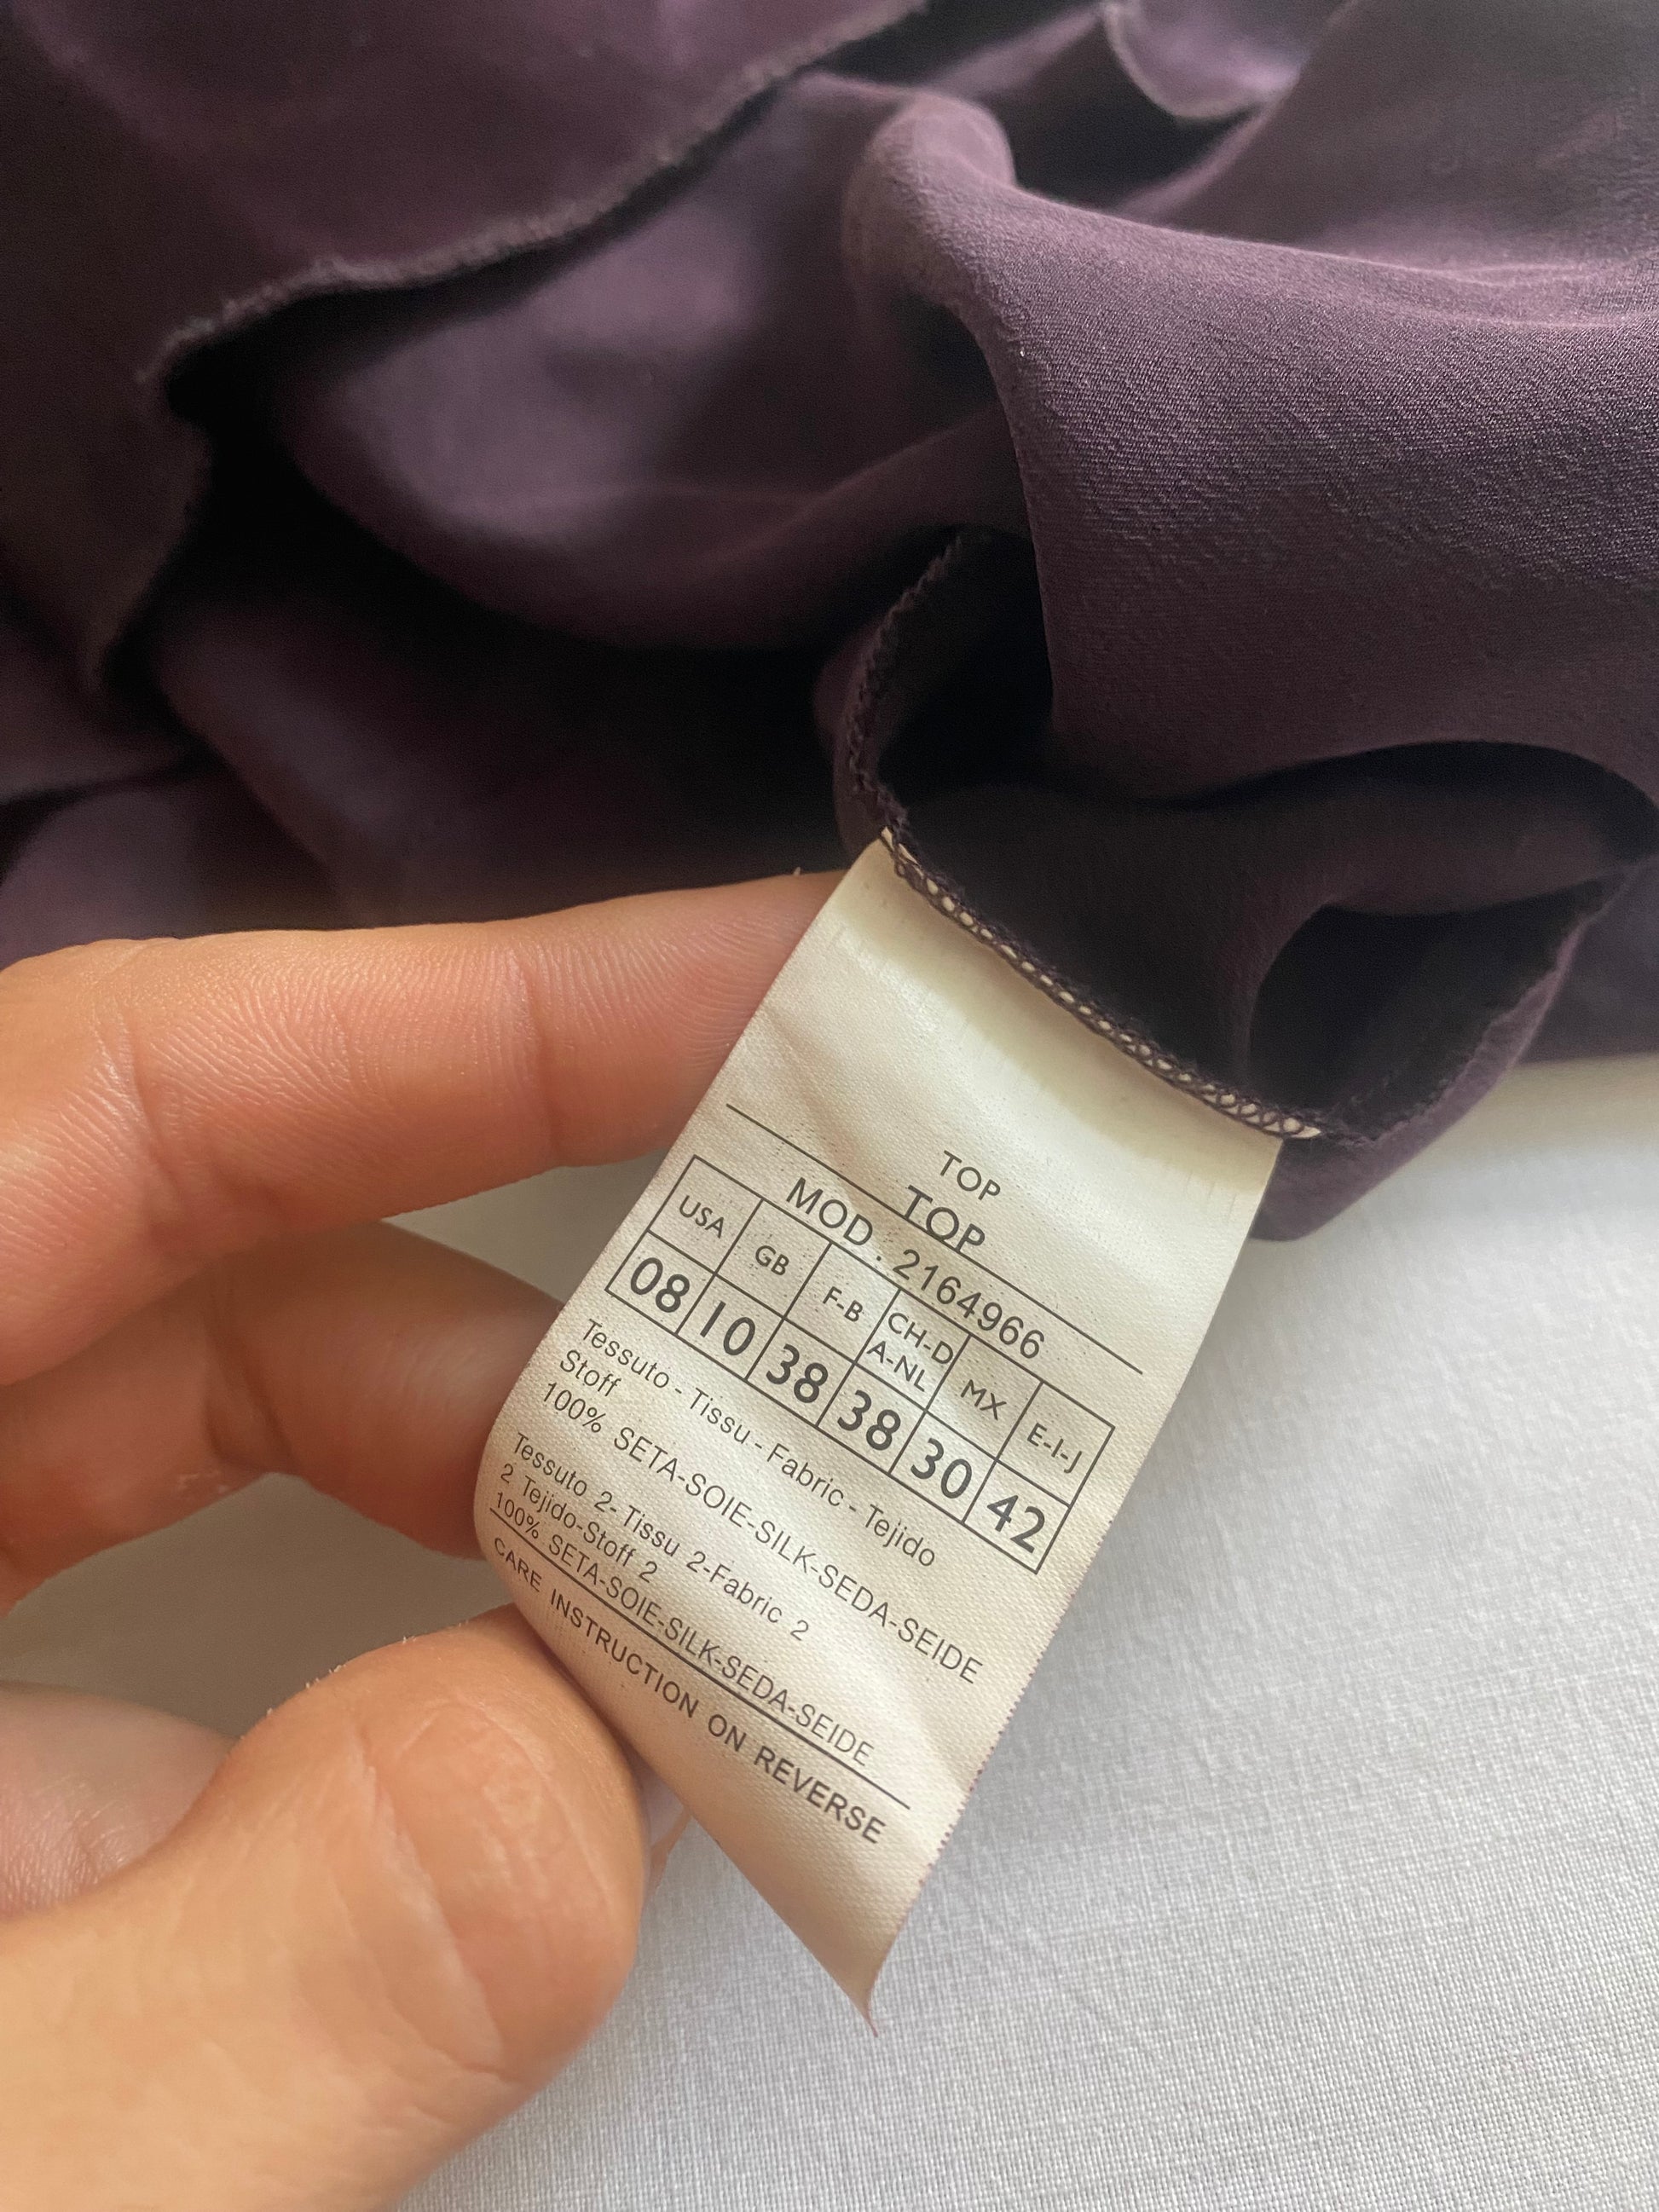 TOP
TOP
MOD. 2164966
USA GB F-B CH-D A-NL MX E-I-J
08 10 38 38 30 42
Tessuto - Tissu - Fabric - Tejido
Stoff
100% SETA-SOIE-SILK-SEDA-SEIDE
Tessuto 2-Tissu 2-Fabric 2
2 Tejido-Stoff 2
100% SETA-SOIE-SILK-SEDA-SEIDE
CARE INSTRUCTION ON REVERSE